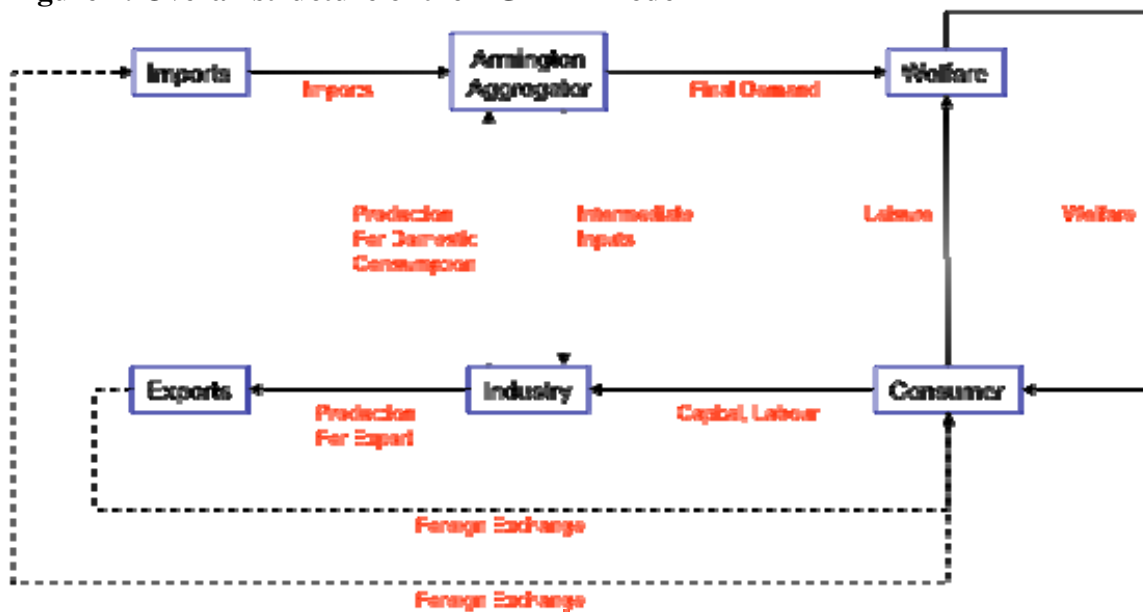 Imports
Armington
Aggregator
Welfare
Imports
Final Demand
Production
For Domestic
Consumption
Intermediate
Inputs
Leisure
Welfare
Exports
Industry
Consumer
Production
For Export
Capital, Labour
Foreign Exchange
Foreign Exchange